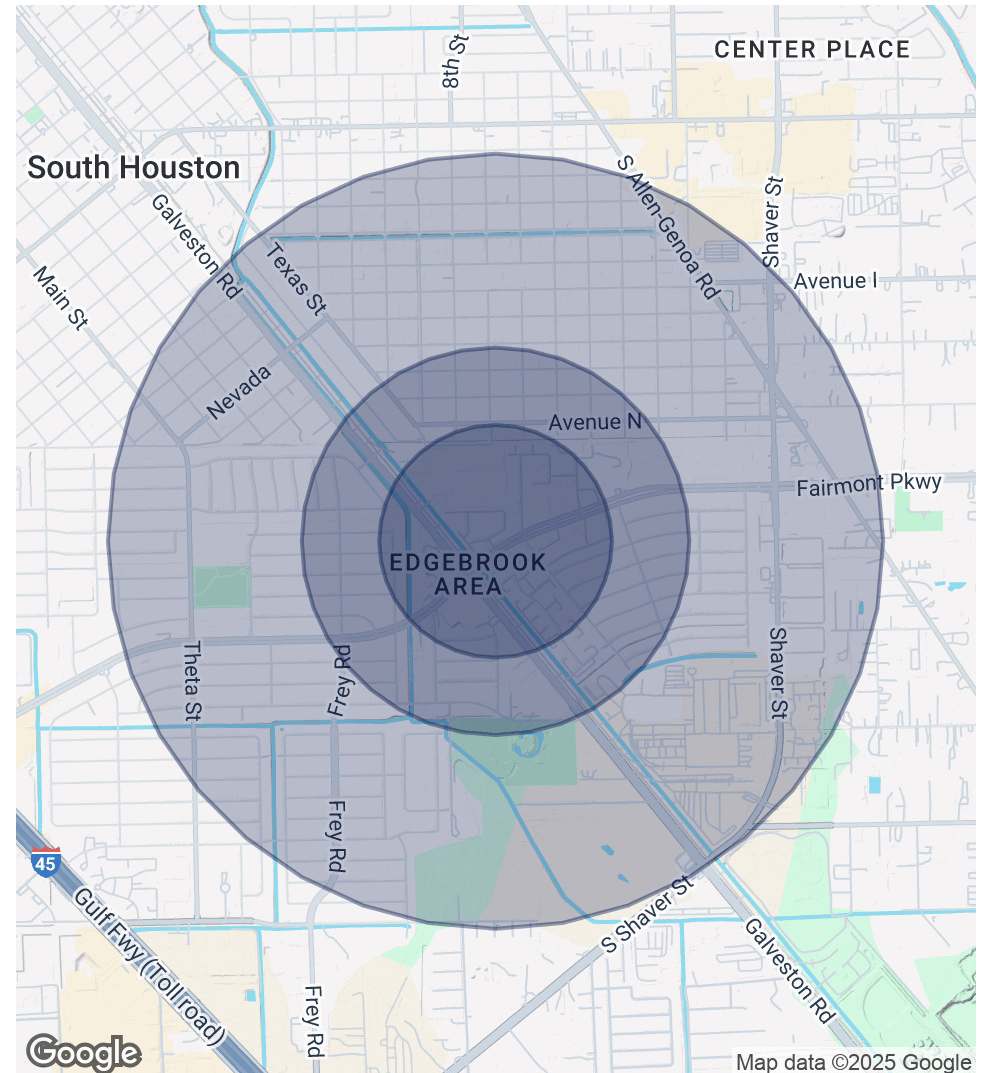 CENTER PLACE
8th St
South Houston
S Allen-Genoa Rd
Shaver St
Galveston Rd
Texas St
Main St
Avenue I
Nevada
Avenue N
Fairmont Pkwy
EDGEBROOK
AREA
Theta St
Frey Rd
Shaver St
Frey Rd
45
Gulf Fwy (Toll road)
S Shaver St
Galveston Rd
Frey Rd
Google
Map data ©2025 Google